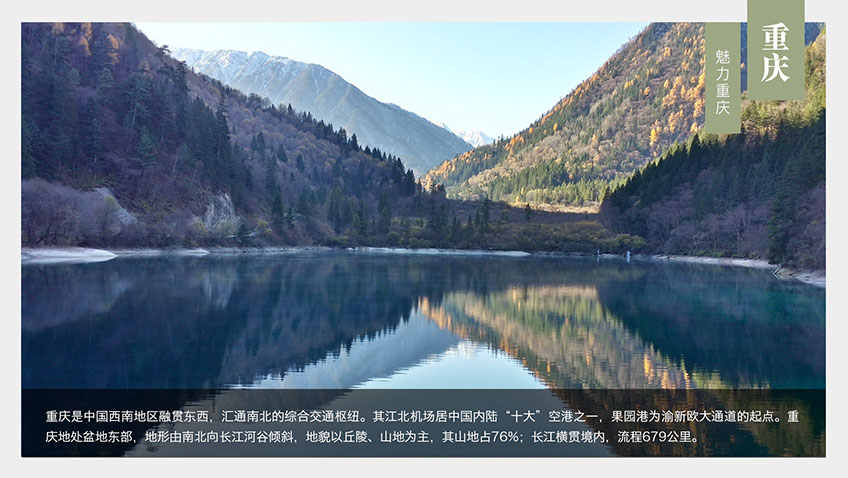 重庆
魅力重庆
重庆是中国西南地区融贯东西，汇通南北的综合交通枢纽。其江北机场居中国内陆“十大”空港之一，果园港为渝新欧大通道的起点。重
庆地处盆地东部，地形由南北向长江河谷倾斜，地貌以丘陵、山地为主，其山地占76%；长江横贯境内，流程679公里。